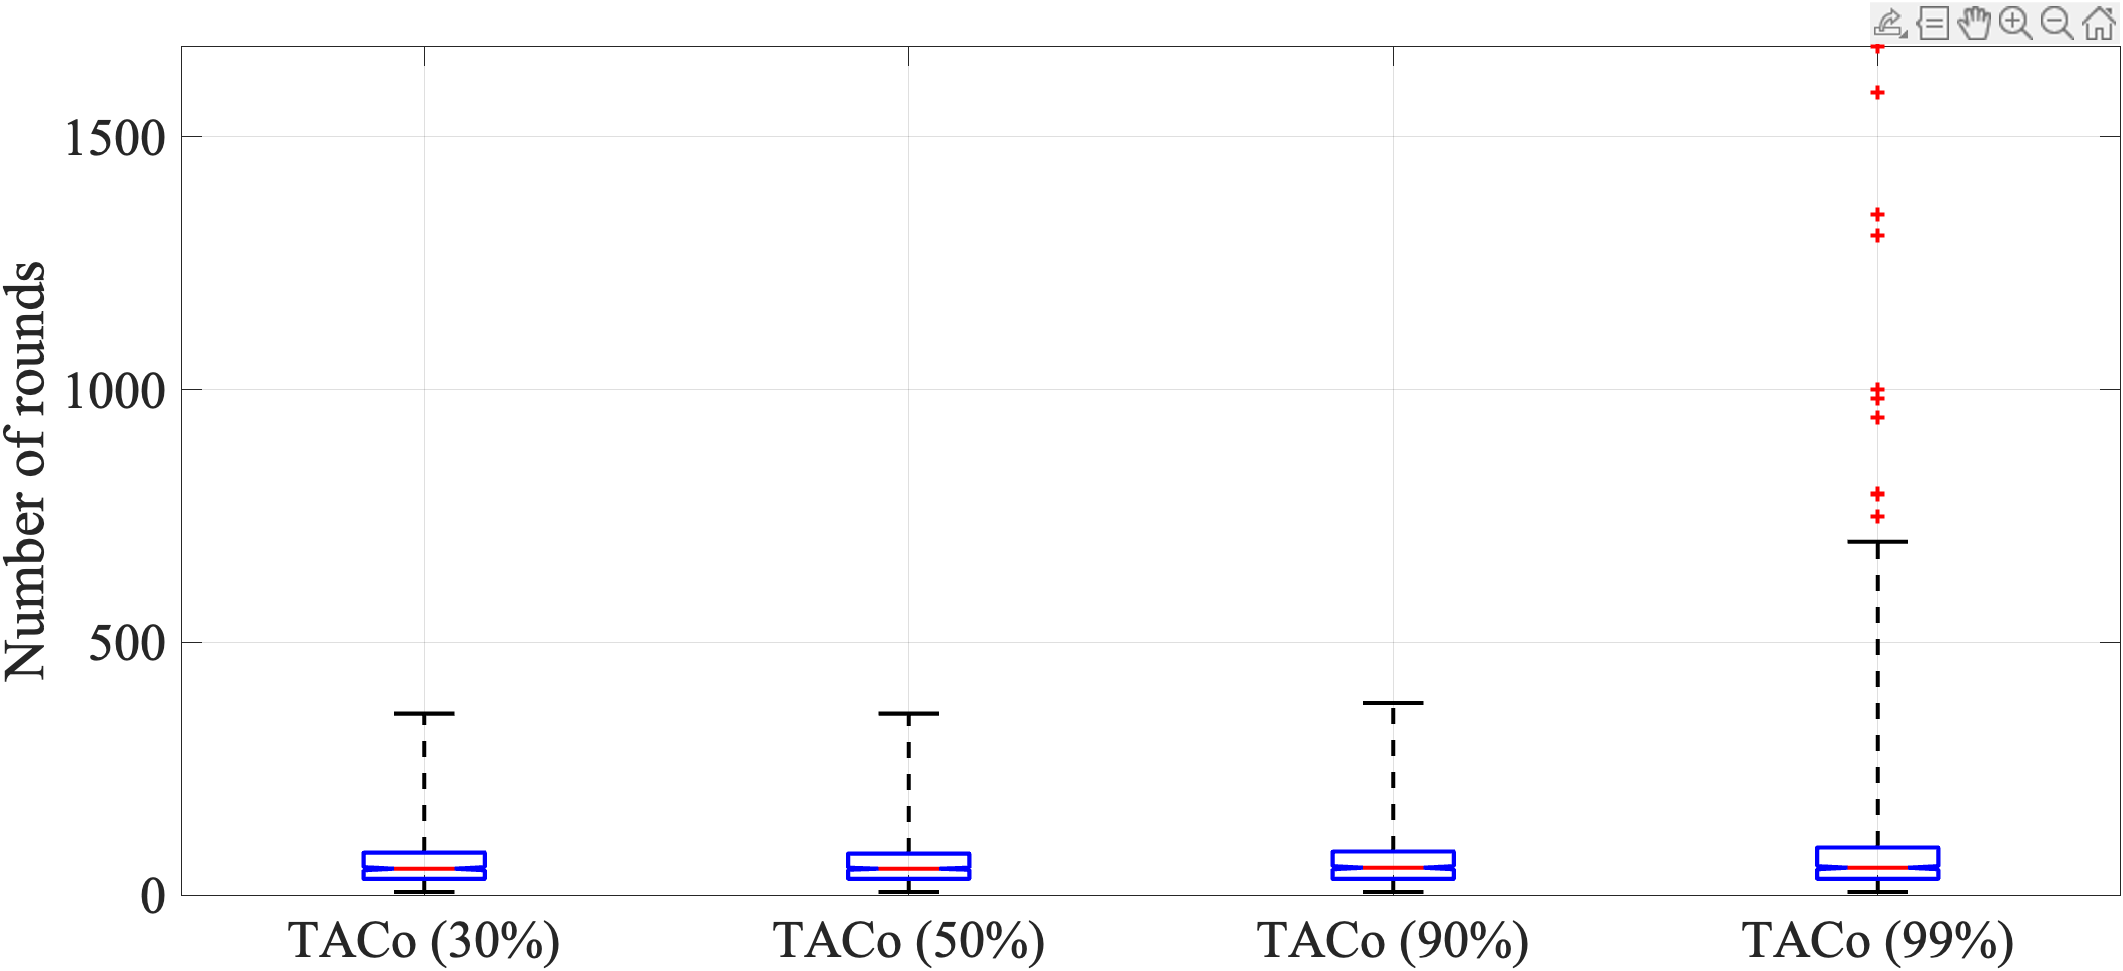 Number of rounds
1500
1000
500
0
TACo (30%)
TACo (50%)
TACo (90%)
TACo (99%)